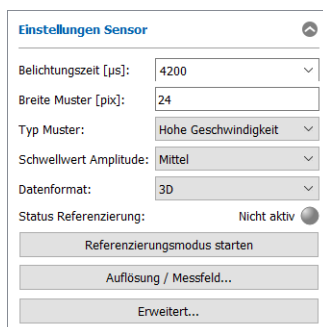 Einstellungen Sensor
Belichtungszeit [µs]: 4200
Breite Muster [pix]: 24
Typ Muster: Hohe Geschwindigkeit
Schwellwert Amplitude: Mittel
Datenformat: 3D
Status Referenzierung: Nicht aktiv
Referenzierungsmodus starten
Auflösung / Messfeld...
Erweitert...